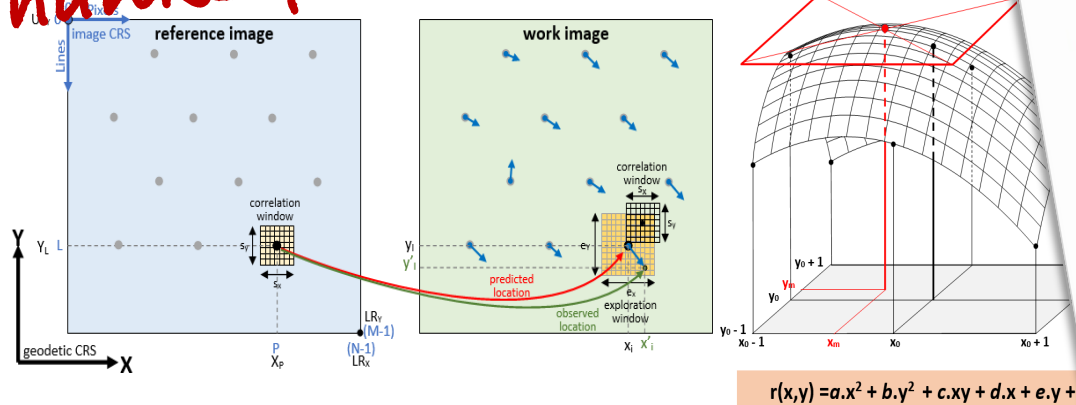 Pixels
image CRS
Lines
reference image
correlation
window
sY
sX
Y
YL L
geodetic CRS
X
P
XP
LRY
(M-1)
(N-1)
LRX
work image
correlation
window
sX
sY
eY
yi
y'i
predicted
location
eX
exploration
window
observed
location
xi x'i
y0 + 1
ym
y0
y0 - 1
x0 - 1
xm
x0
x0 + 1
r(x,y) =a.x² + b.y² + c.xy + d.x + e.y +